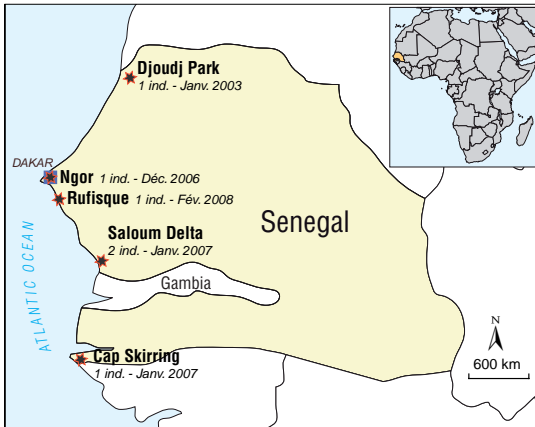 Djoudj Park
1 ind. - Janv. 2003
DAKAR
Ngor 1 ind. - Déc. 2006
Rufisque 1 ind. - Fév. 2008
Senegal
Saloum Delta
2 ind. - Janv. 2007
ATLANTIC OCEAN
Gambia
N
Cap Skirring
1 ind. - Janv. 2007
600 km